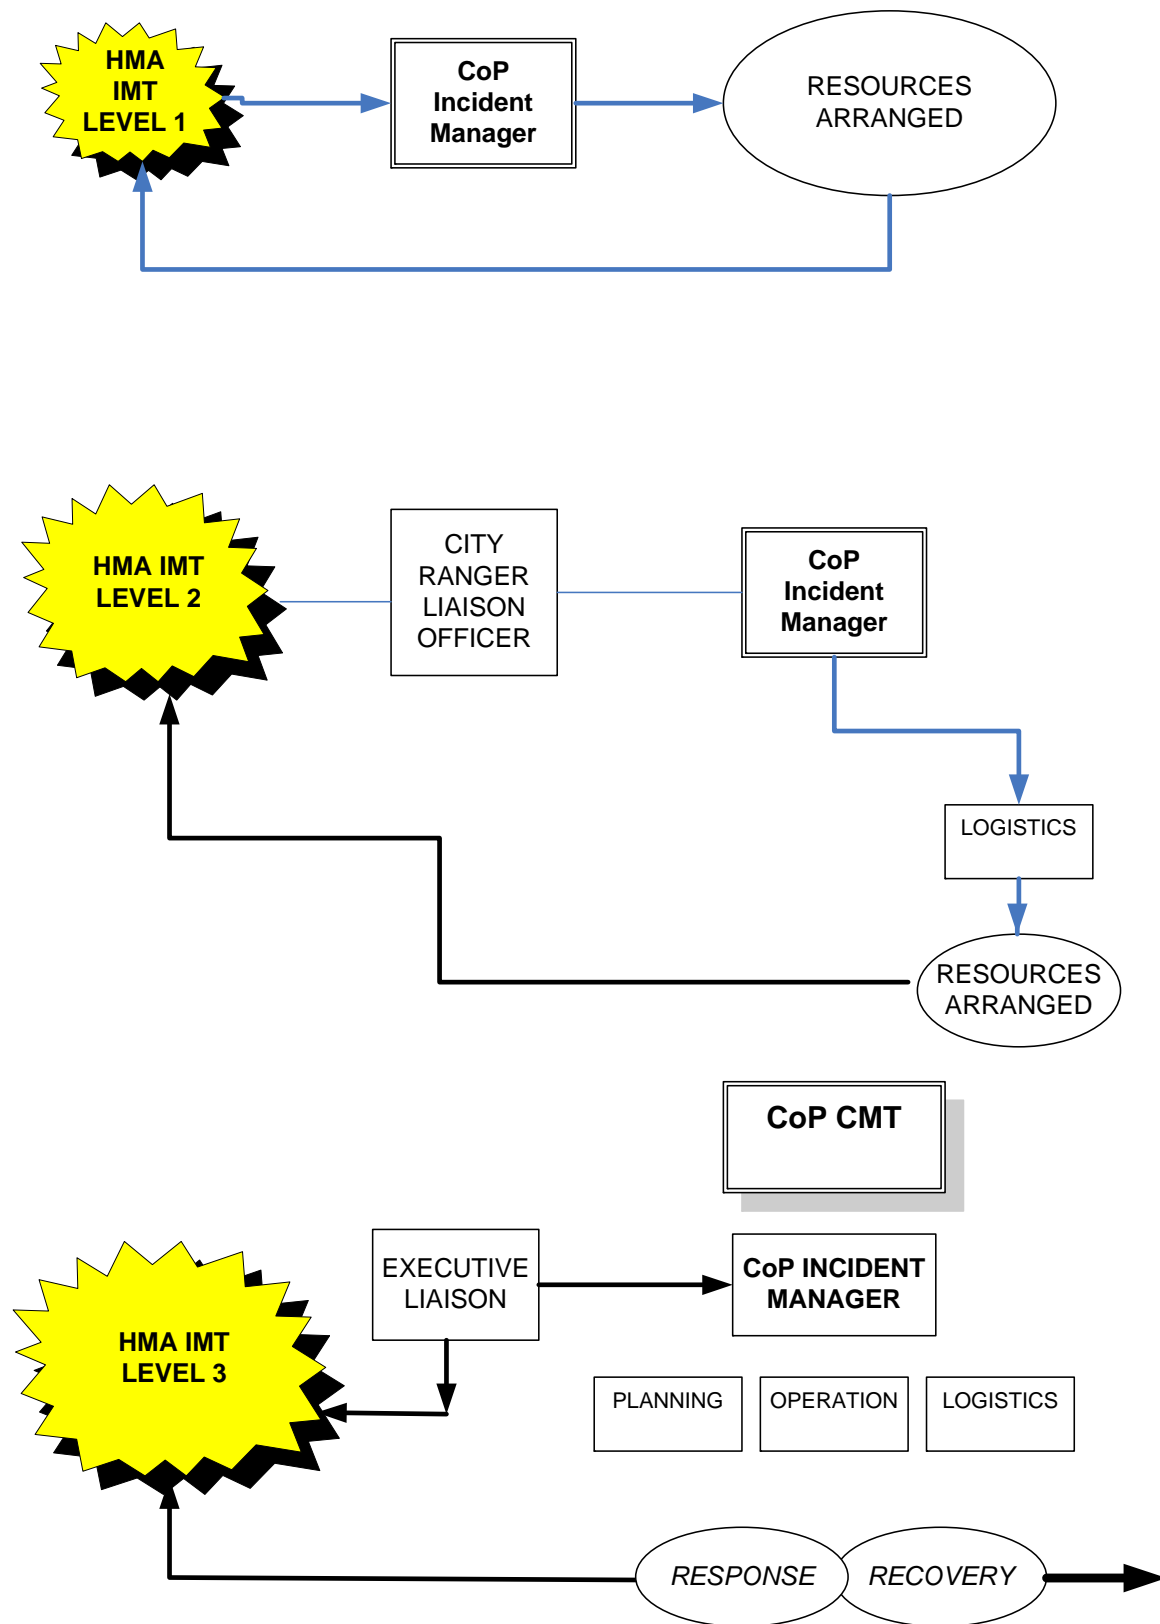 HMA
IMT
LEVEL 1
CoP
Incident
Manager
RESOURCES
ARRANGED
HMA IMT
LEVEL 2
CITY
RANGER
LIAISON
OFFICER
CoP
Incident
Manager
LOGISTICS
RESOURCES
ARRANGED
CoP CMT
HMA IMT
LEVEL 3
EXECUTIVE
LIAISON
CoP INCIDENT
MANAGER
PLANNING
OPERATION
LOGISTICS
RESPONSE
RECOVERY